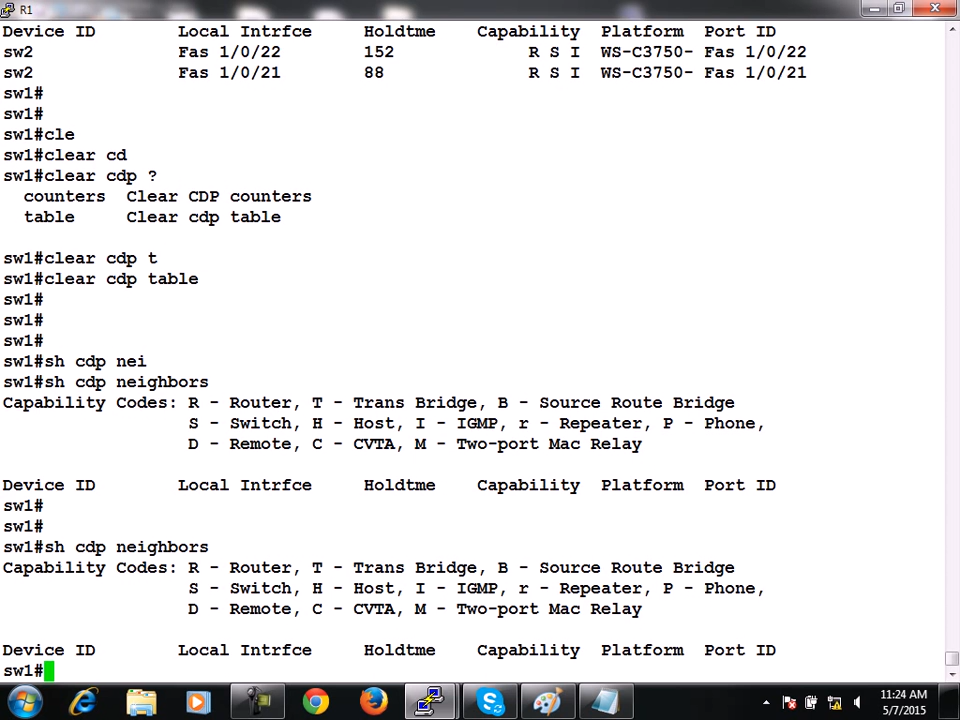 R1
Device ID        Local Intrfce     Holdtme    Capability  Platform  Port ID
sw2              Fas 1/0/22        152             R S I  WS-C3750- Fas 1/0/22
sw2              Fas 1/0/21        88              R S I  WS-C3750- Fas 1/0/21
sw1#
sw1#
sw1#cle
sw1#clear cd
sw1#clear cdp ?
  counters  Clear CDP counters
  table     Clear cdp table
sw1#clear cdp t
sw1#clear cdp table
sw1#
sw1#
sw1#
sw1#sh cdp nei
sw1#sh cdp neighbors
Capability Codes: R - Router, T - Trans Bridge, B - Source Route Bridge
                  S - Switch, H - Host, I - IGMP, r - Repeater, P - Phone,
                  D - Remote, C - CVTA, M - Two-port Mac Relay
Device ID        Local Intrfce     Holdtme    Capability  Platform  Port ID
sw1#
sw1#
sw1#sh cdp neighbors
Capability Codes: R - Router, T - Trans Bridge, B - Source Route Bridge
                  S - Switch, H - Host, I - IGMP, r - Repeater, P - Phone,
                  D - Remote, C - CVTA, M - Two-port Mac Relay
Device ID        Local Intrfce     Holdtme    Capability  Platform  Port ID
sw1#
11:24 AM
5/7/2015